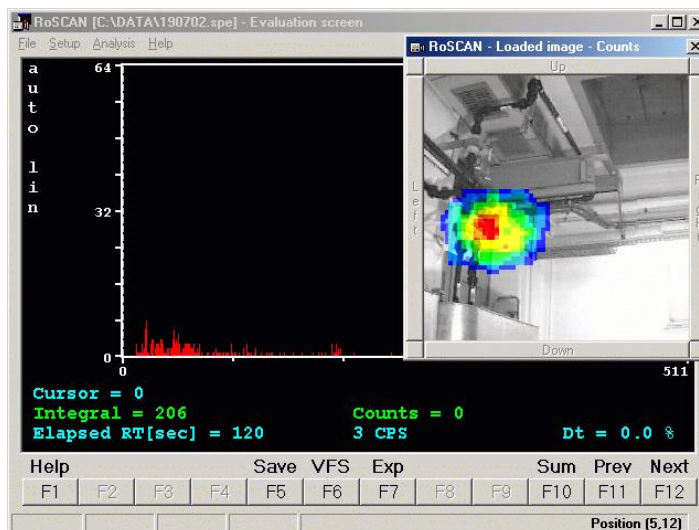 RoSCAN [C:\DATA\190702.spe] - Evaluation screen
File Setup Analysis Help
RoSCAN - Loaded image - Counts
Up
Left
Down
auto lin
64
32
0
0
511
Cursor = 0
Integral = 206
Counts = 0
Elapsed RT[sec] = 120
3 CPS
Dt = 0.0 %
Help Save VFS Exp Sum Prev Next
F1 F2 F3 F4 F5 F6 F7 F8 F9 F10 F11 F12
Position [5,12]